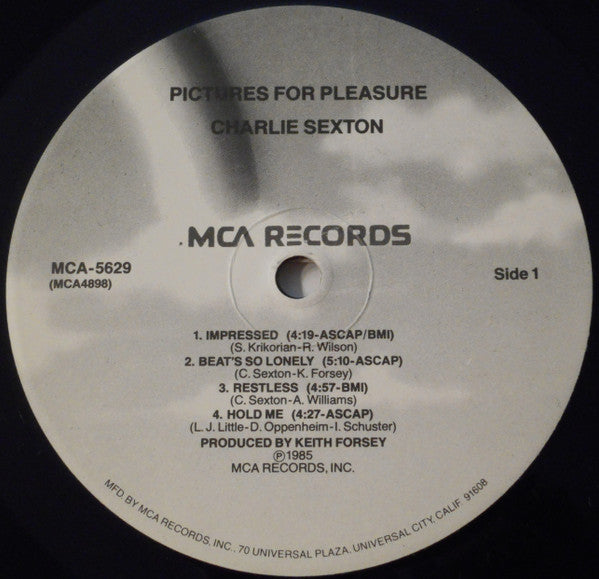 PICTURES FOR PLEASURE
CHARLIE SEXTON
.MCA RECORDS
MCA-5629
(MCA4898)
Side 1
1. IMPRESSED (4:19-ASCAP/BMI)
(S. Krikorian-R. Wilson)
2. BEAT'S SO LONELY (5:10-ASCAP)
(C. Sexton-K. Forsey)
3. RESTLESS (4:57-BMI)
(C. Sexton-A. Williams)
4. HOLD ME (4:27-ASCAP)
(L. J. Little-D. Oppenheim-I. Schuster)
PRODUCED BY KEITH FORSEY
℗1985
MCA RECORDS, INC.
MFD. BY MCA RECORDS, INC., 70 UNIVERSAL PLAZA, UNIVERSAL CITY, CALIF 91608